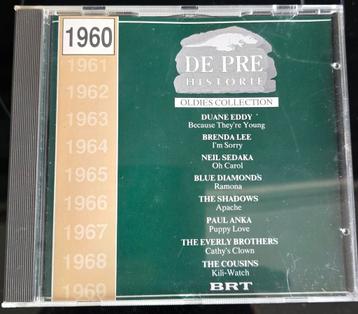 1960
1961
1962
1963
1964
1965
1966
1967
1968
1969
DE PRE
HISTORIE
OLDIES COLLECTION
DUANE EDDY
Because They're Young
BRENDA LEE
I'm Sorry
NEIL SEDAKA
Oh Carol
BLUE DIAMONDS
Ramona
THE SHADOWS
Apache
PAUL ANKA
Puppy Love
THE EVERLY BROTHERS
Cathy's Clown
THE COUSINS
Kili-Watch
BRT